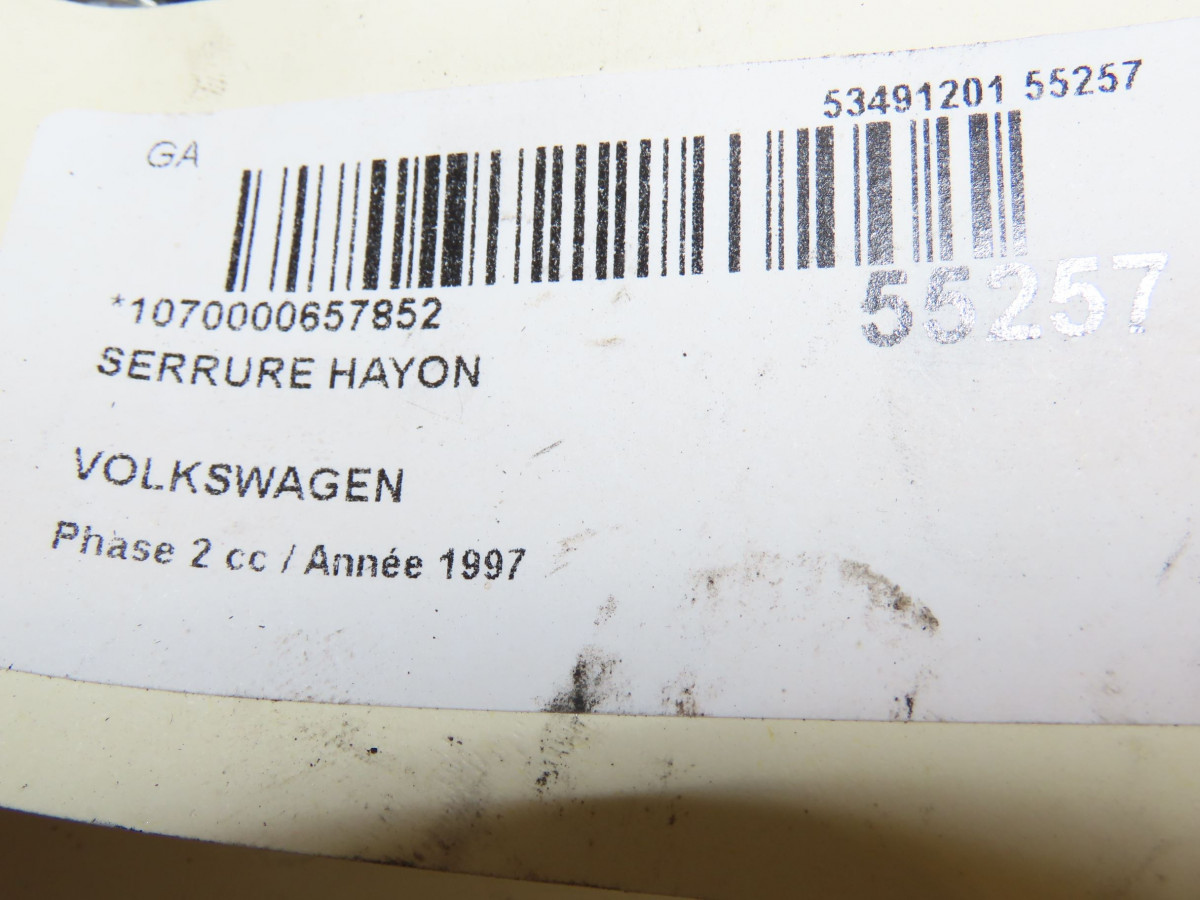 53491201 55257
GA
*1070000657852
55257
SERRURE HAYON
VOLKSWAGEN
Phase 2 cc / Année 1997